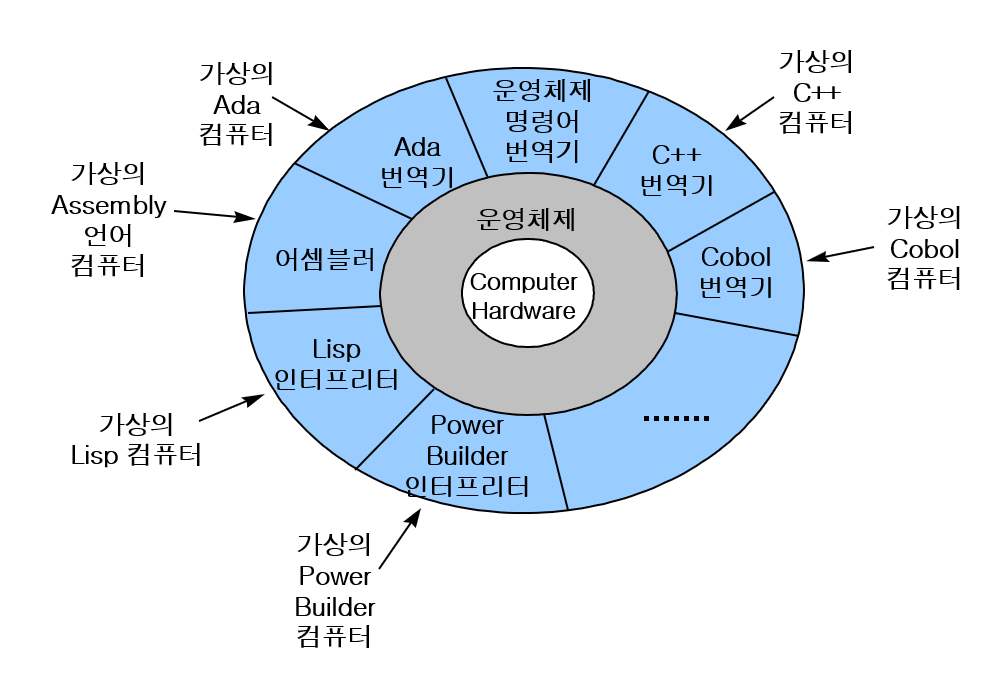 가상의
Ada
컴퓨터
운영체제
명령어
번역기
가상의
C++
컴퓨터
Ada
번역기
C++
번역기
가상의
Assembly
언어
컴퓨터
운영체제
가상의
Cobol
컴퓨터
어셈블러
Computer
Hardware
Cobol
번역기
Lisp
인터프리터
가상의
Lisp 컴퓨터
Power
Builder
인터프리터
.......
가상의
Power
Builder
컴퓨터